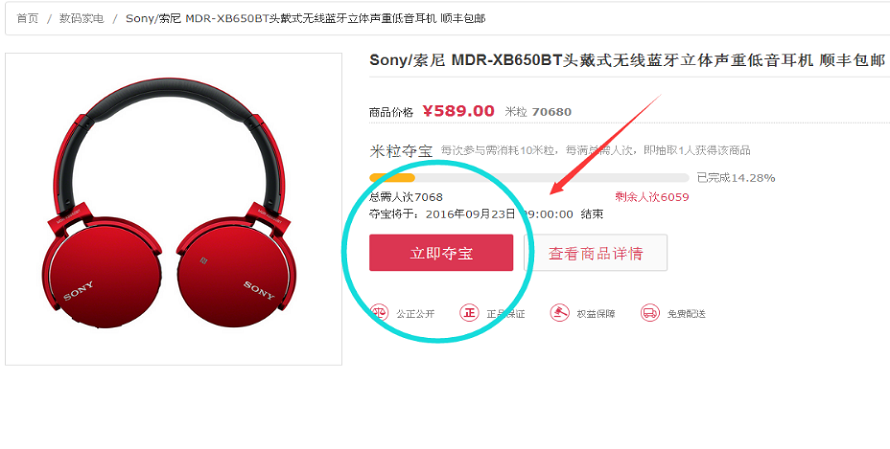 首页 / 数码家电 / Sony/索尼 MDR-XB650BT头戴式无线蓝牙立体声重低音耳机 顺丰包邮
Sony/索尼 MDR-XB650BT头戴式无线蓝牙立体声重低音耳机 顺丰包邮
商品价格 ¥589.00 米粒 70680
米粒夺宝 每次参与需消耗10米粒，每满总需人次，即抽取1人获得该商品
已完成14.28%
总需人次7068 剩余人次6059
夺宝将于：2016年09月23日 09:00:00 结束
立即夺宝 查看商品详情
公正公开 正 正品保证 权益保障 免费配送
SONY SONY